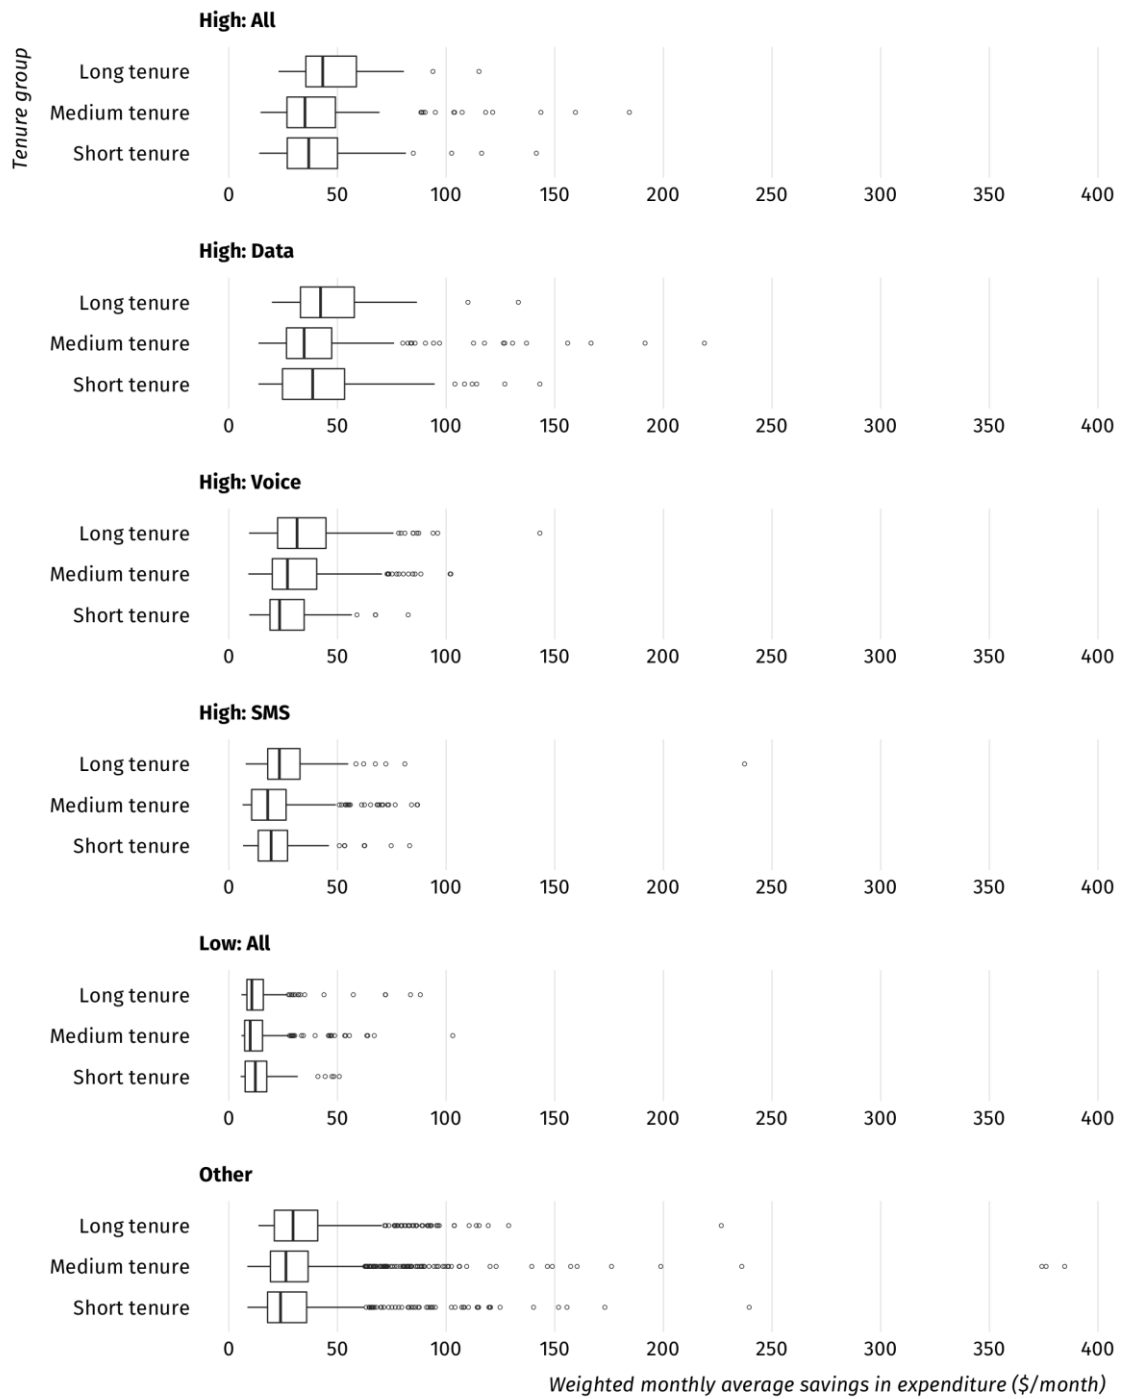 High: All
Tenure group
Long tenure
Medium tenure
Short tenure
0 50 100 150 200 250 300 350 400
High: Data
Long tenure
Medium tenure
Short tenure
0 50 100 150 200 250 300 350 400
High: Voice
Long tenure
Medium tenure
Short tenure
0 50 100 150 200 250 300 350 400
High: SMS
Long tenure
Medium tenure
Short tenure
0 50 100 150 200 250 300 350 400
Low: All
Long tenure
Medium tenure
Short tenure
0 50 100 150 200 250 300 350 400
Other
Long tenure
Medium tenure
Short tenure
0 50 100 150 200 250 300 350 400
Weighted monthly average savings in expenditure ($/month)